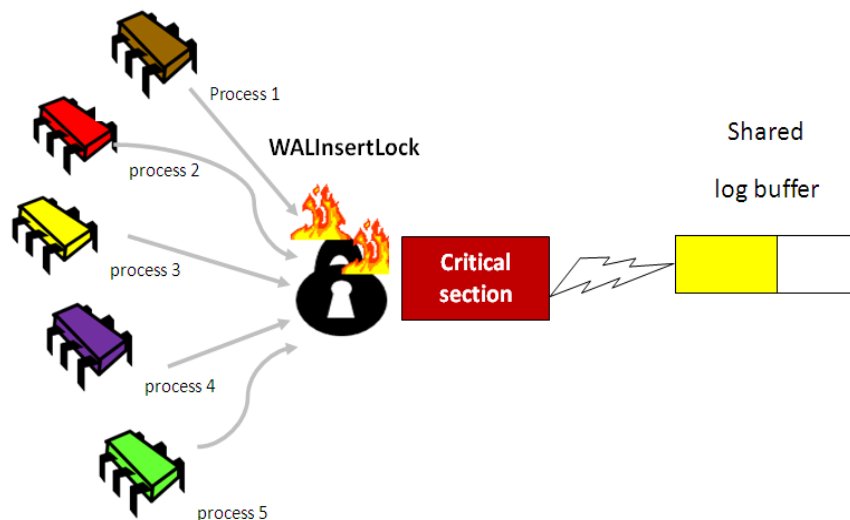 Process 1
WALInsertLock
process 2
process 3
process 4
process 5
Critical
section
Shared
log buffer